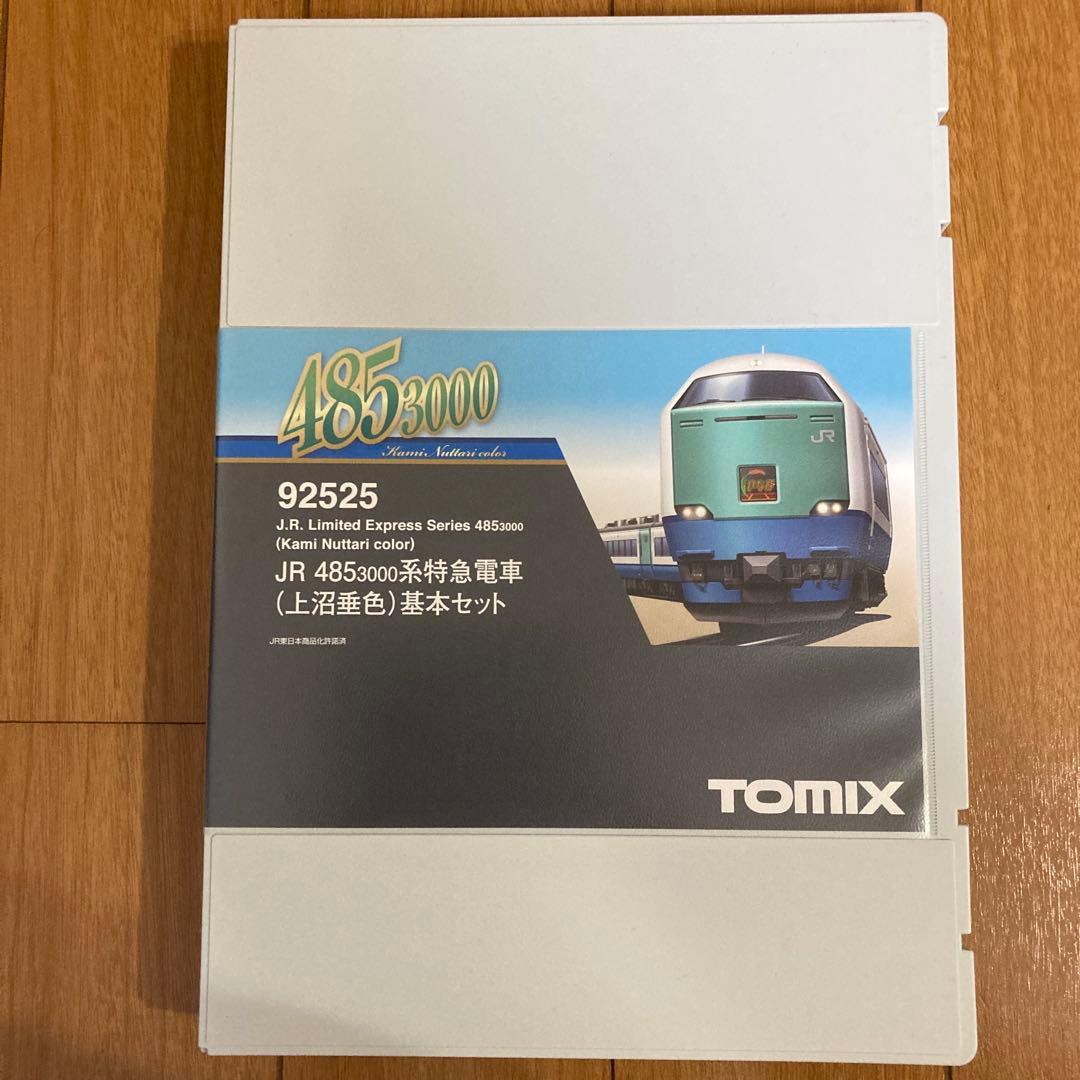 485 3000
Kami Nuttari color
92525
J.R. Limited Express Series 4853000
(Kami Nuttari color)
JR 4853000系特急電車
(上沼垂色)基本セット
JR東日本商品化許諾済
JR
TOMIX